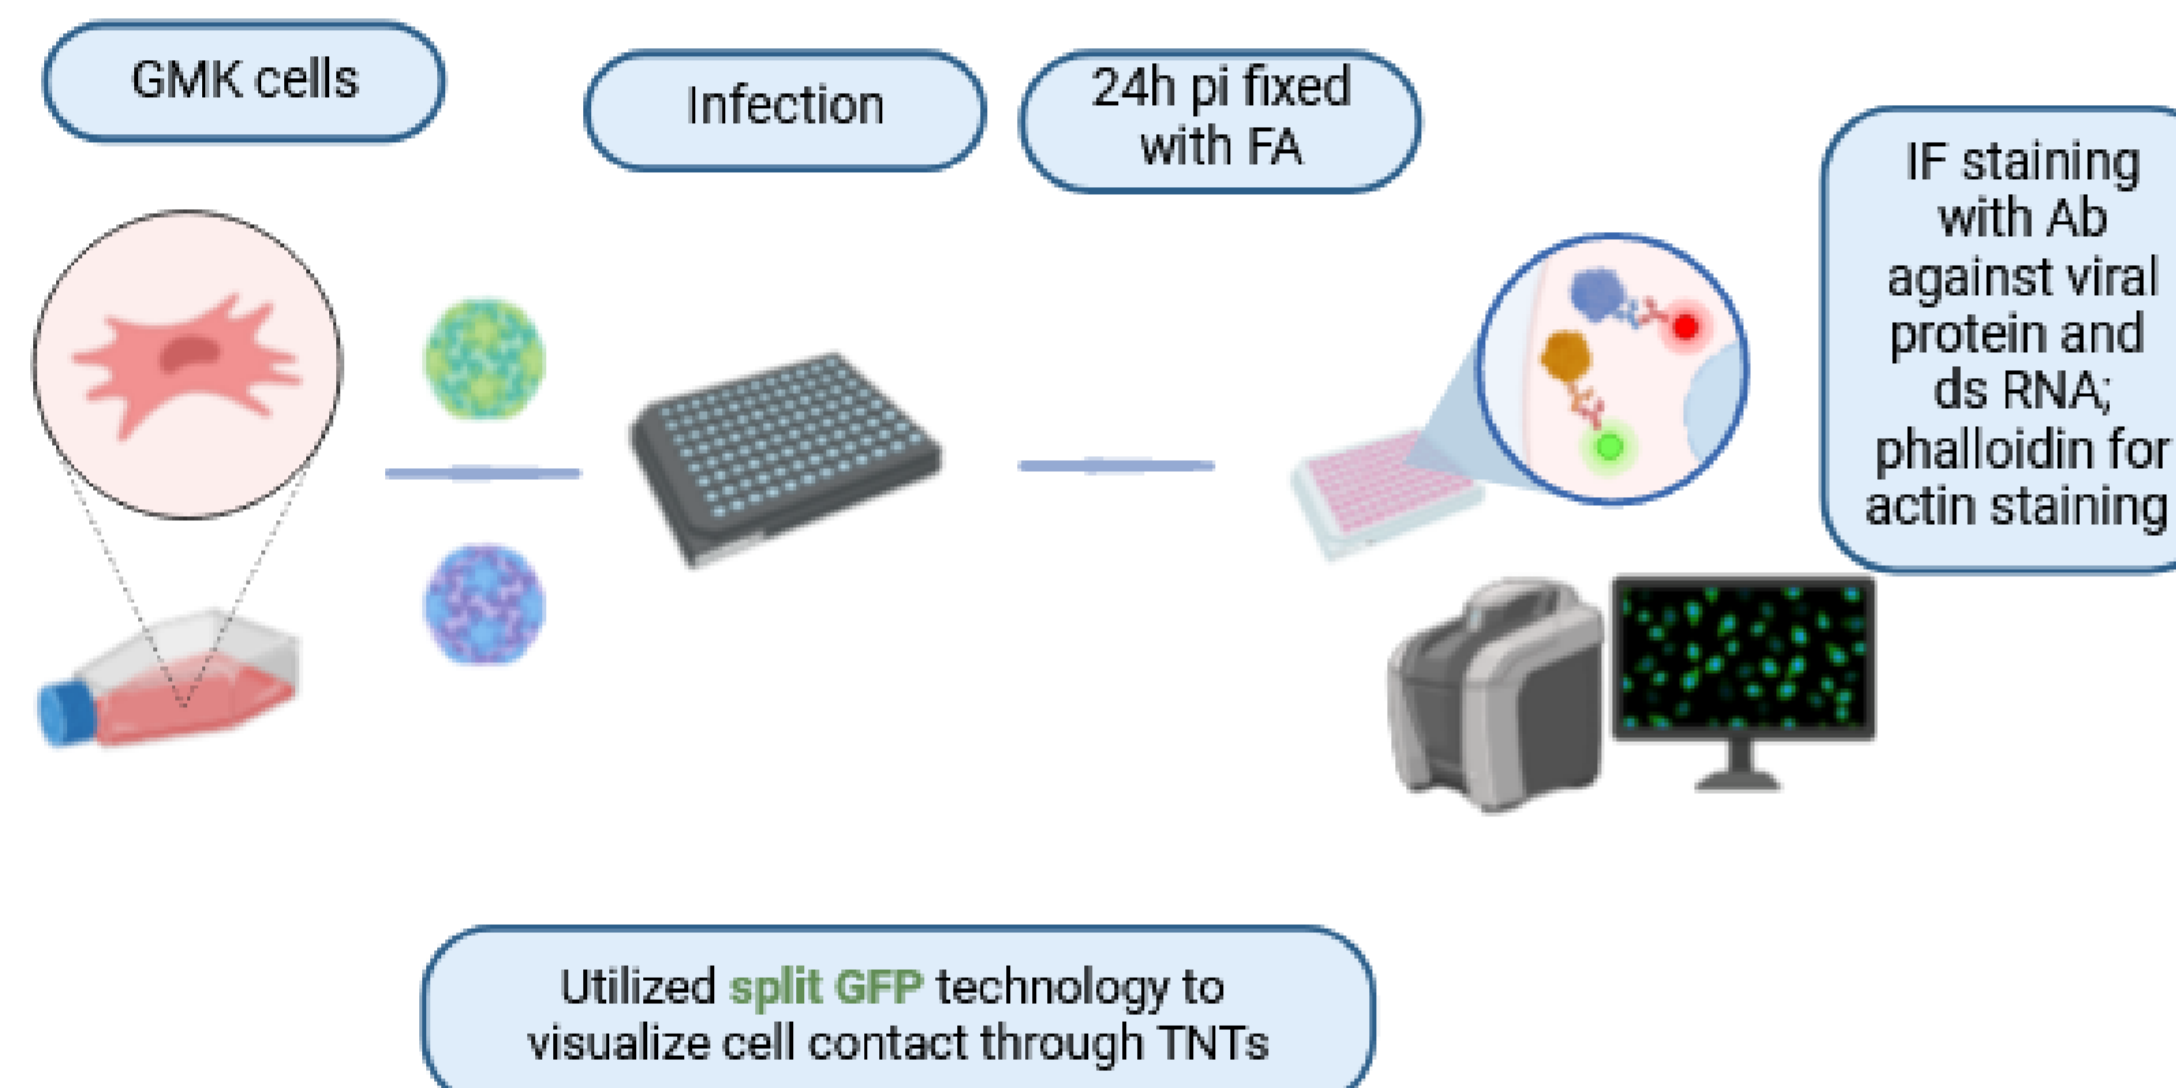 GMK cells
Infection
24h pi fixed
with FA
IF staining
with Ab
against viral
protein and
ds RNA;
phalloidin for
actin staining
Utilized split GFP technology to
visualize cell contact through TNTs